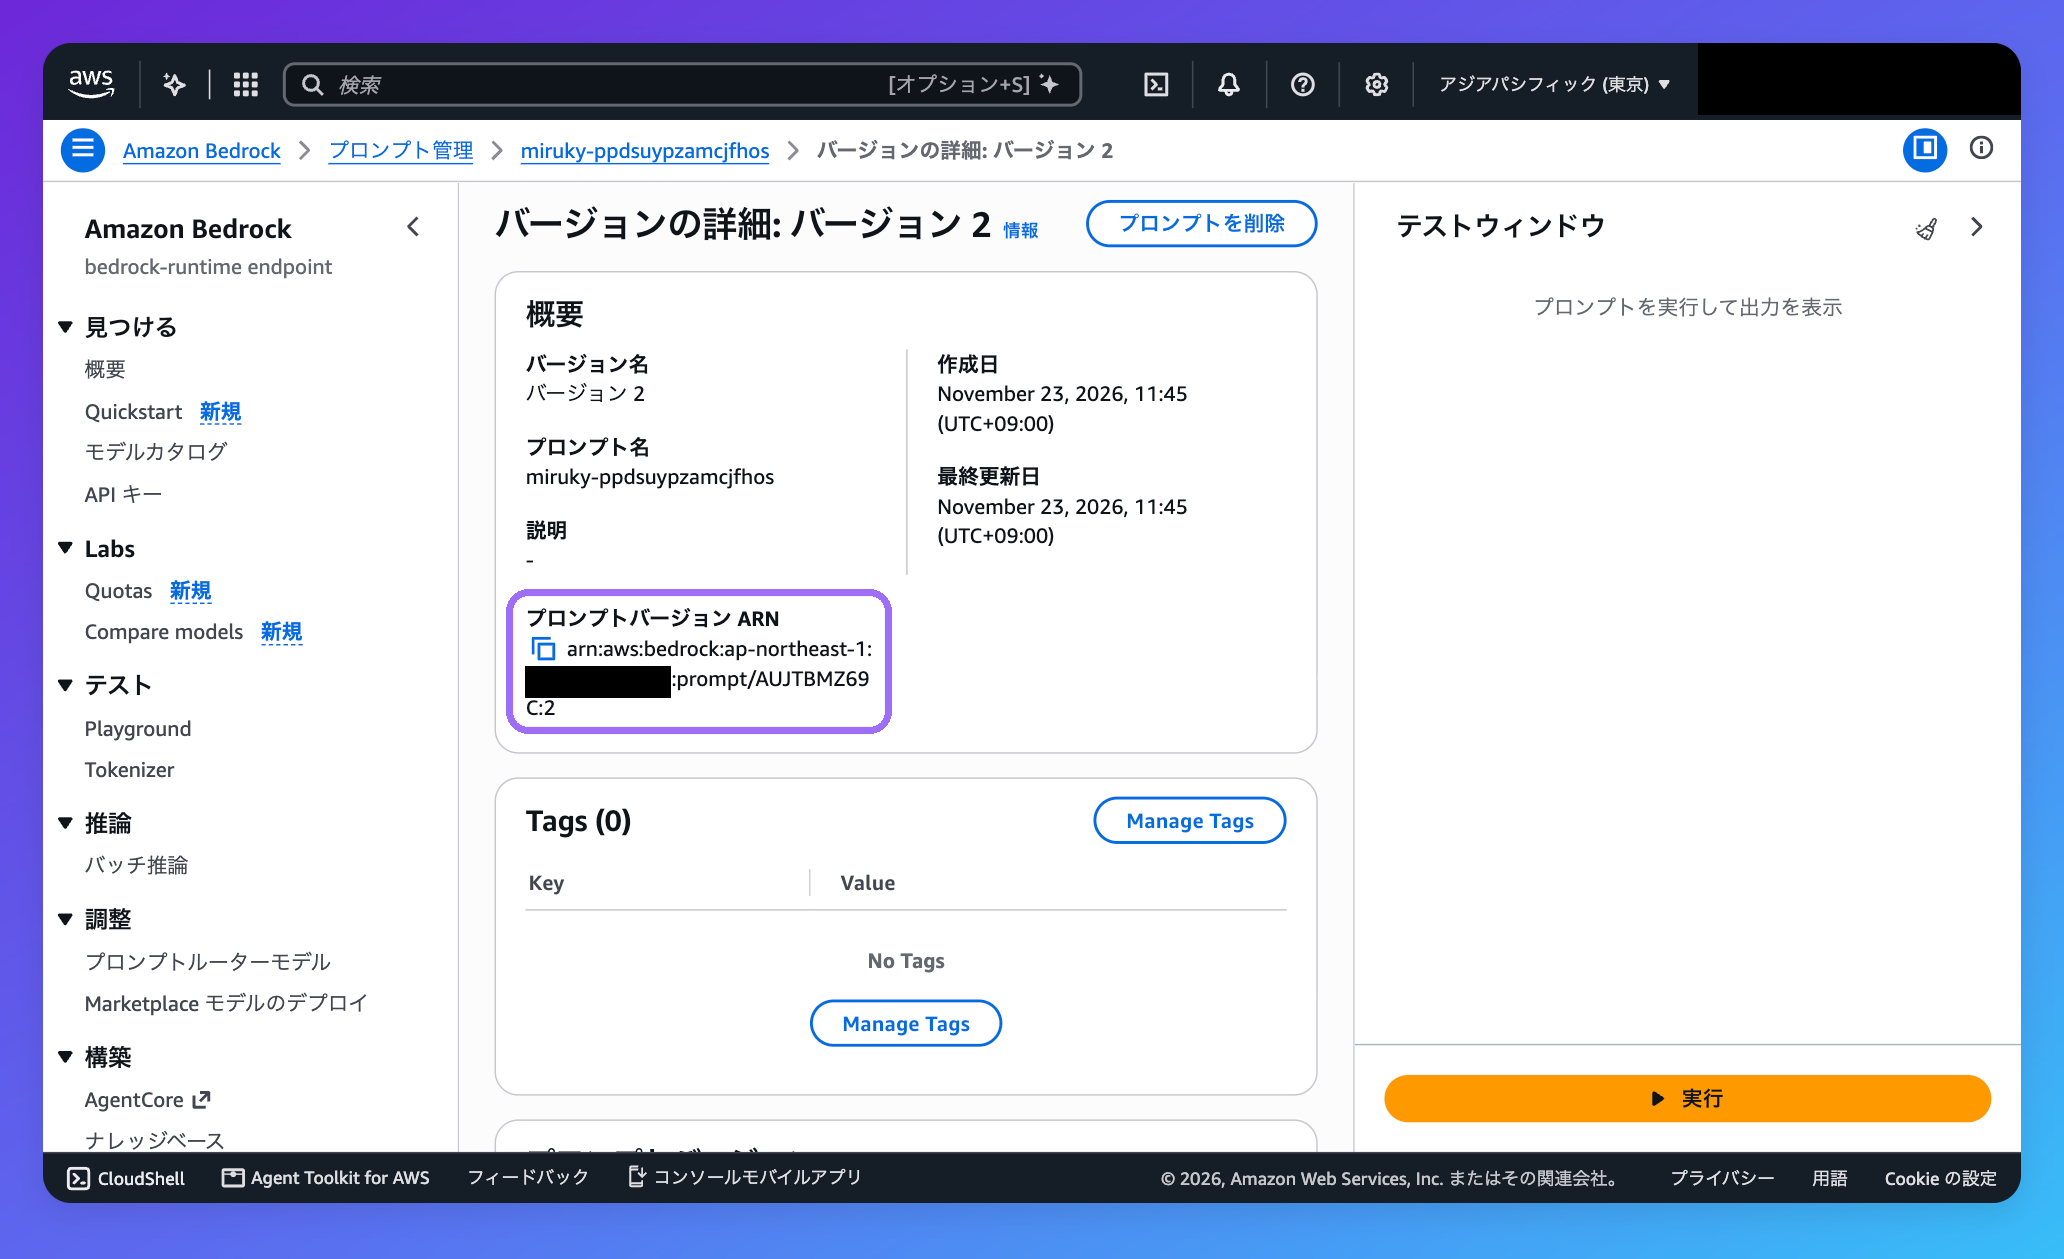 aws
検索
[オプション+S]
アジアパシフィック (東京) ▼
Amazon Bedrock
プロンプト管理
miruky-ppdsuypzamcjfhos
バージョンの詳細: バージョン 2
Amazon Bedrock
bedrock-runtime endpoint
見つける
概要
Quickstart 新規
モデルカタログ
API キー
Labs
Quotas 新規
Compare models 新規
テスト
Playground
Tokenizer
推論
バッチ推論
調整
プロンプトルーターモデル
Marketplace モデルのデプロイ
構築
AgentCore
ナレッジベース
バージョンの詳細: バージョン 2 情報
プロンプトを削除
概要
バージョン名
バージョン 2
プロンプト名
miruky-ppdsuypzamcjfhos
説明
-
プロンプトバージョン ARN
arn:aws:bedrock:ap-northeast-1:
:prompt/AUJTBMZ69
C:2
作成日
November 23, 2026, 11:45
(UTC+09:00)
最終更新日
November 23, 2026, 11:45
(UTC+09:00)
Tags (0)
Manage Tags
Key
Value
No Tags
Manage Tags
テストウィンドウ
プロンプトを実行して出力を表示
実行
CloudShell
Agent Toolkit for AWS
フィードバック
コンソールモバイルアプリ
© 2026, Amazon Web Services, Inc. またはその関連会社。
プライバシー
用語
Cookie の設定